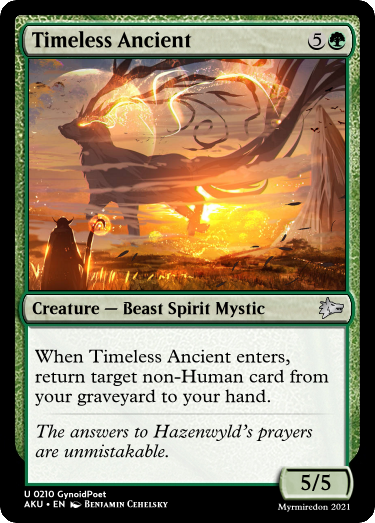 Timeless Ancient 5
Creature — Beast Spirit Mystic
When Timeless Ancient enters,
return target non-Human card from
your graveyard to your hand.
The answers to Hazenwyld's prayers
are unmistakable.
5/5
U 0210 GynoidPoet
AKU • EN Benjamin Cehelsky
Myrmiredon 2021